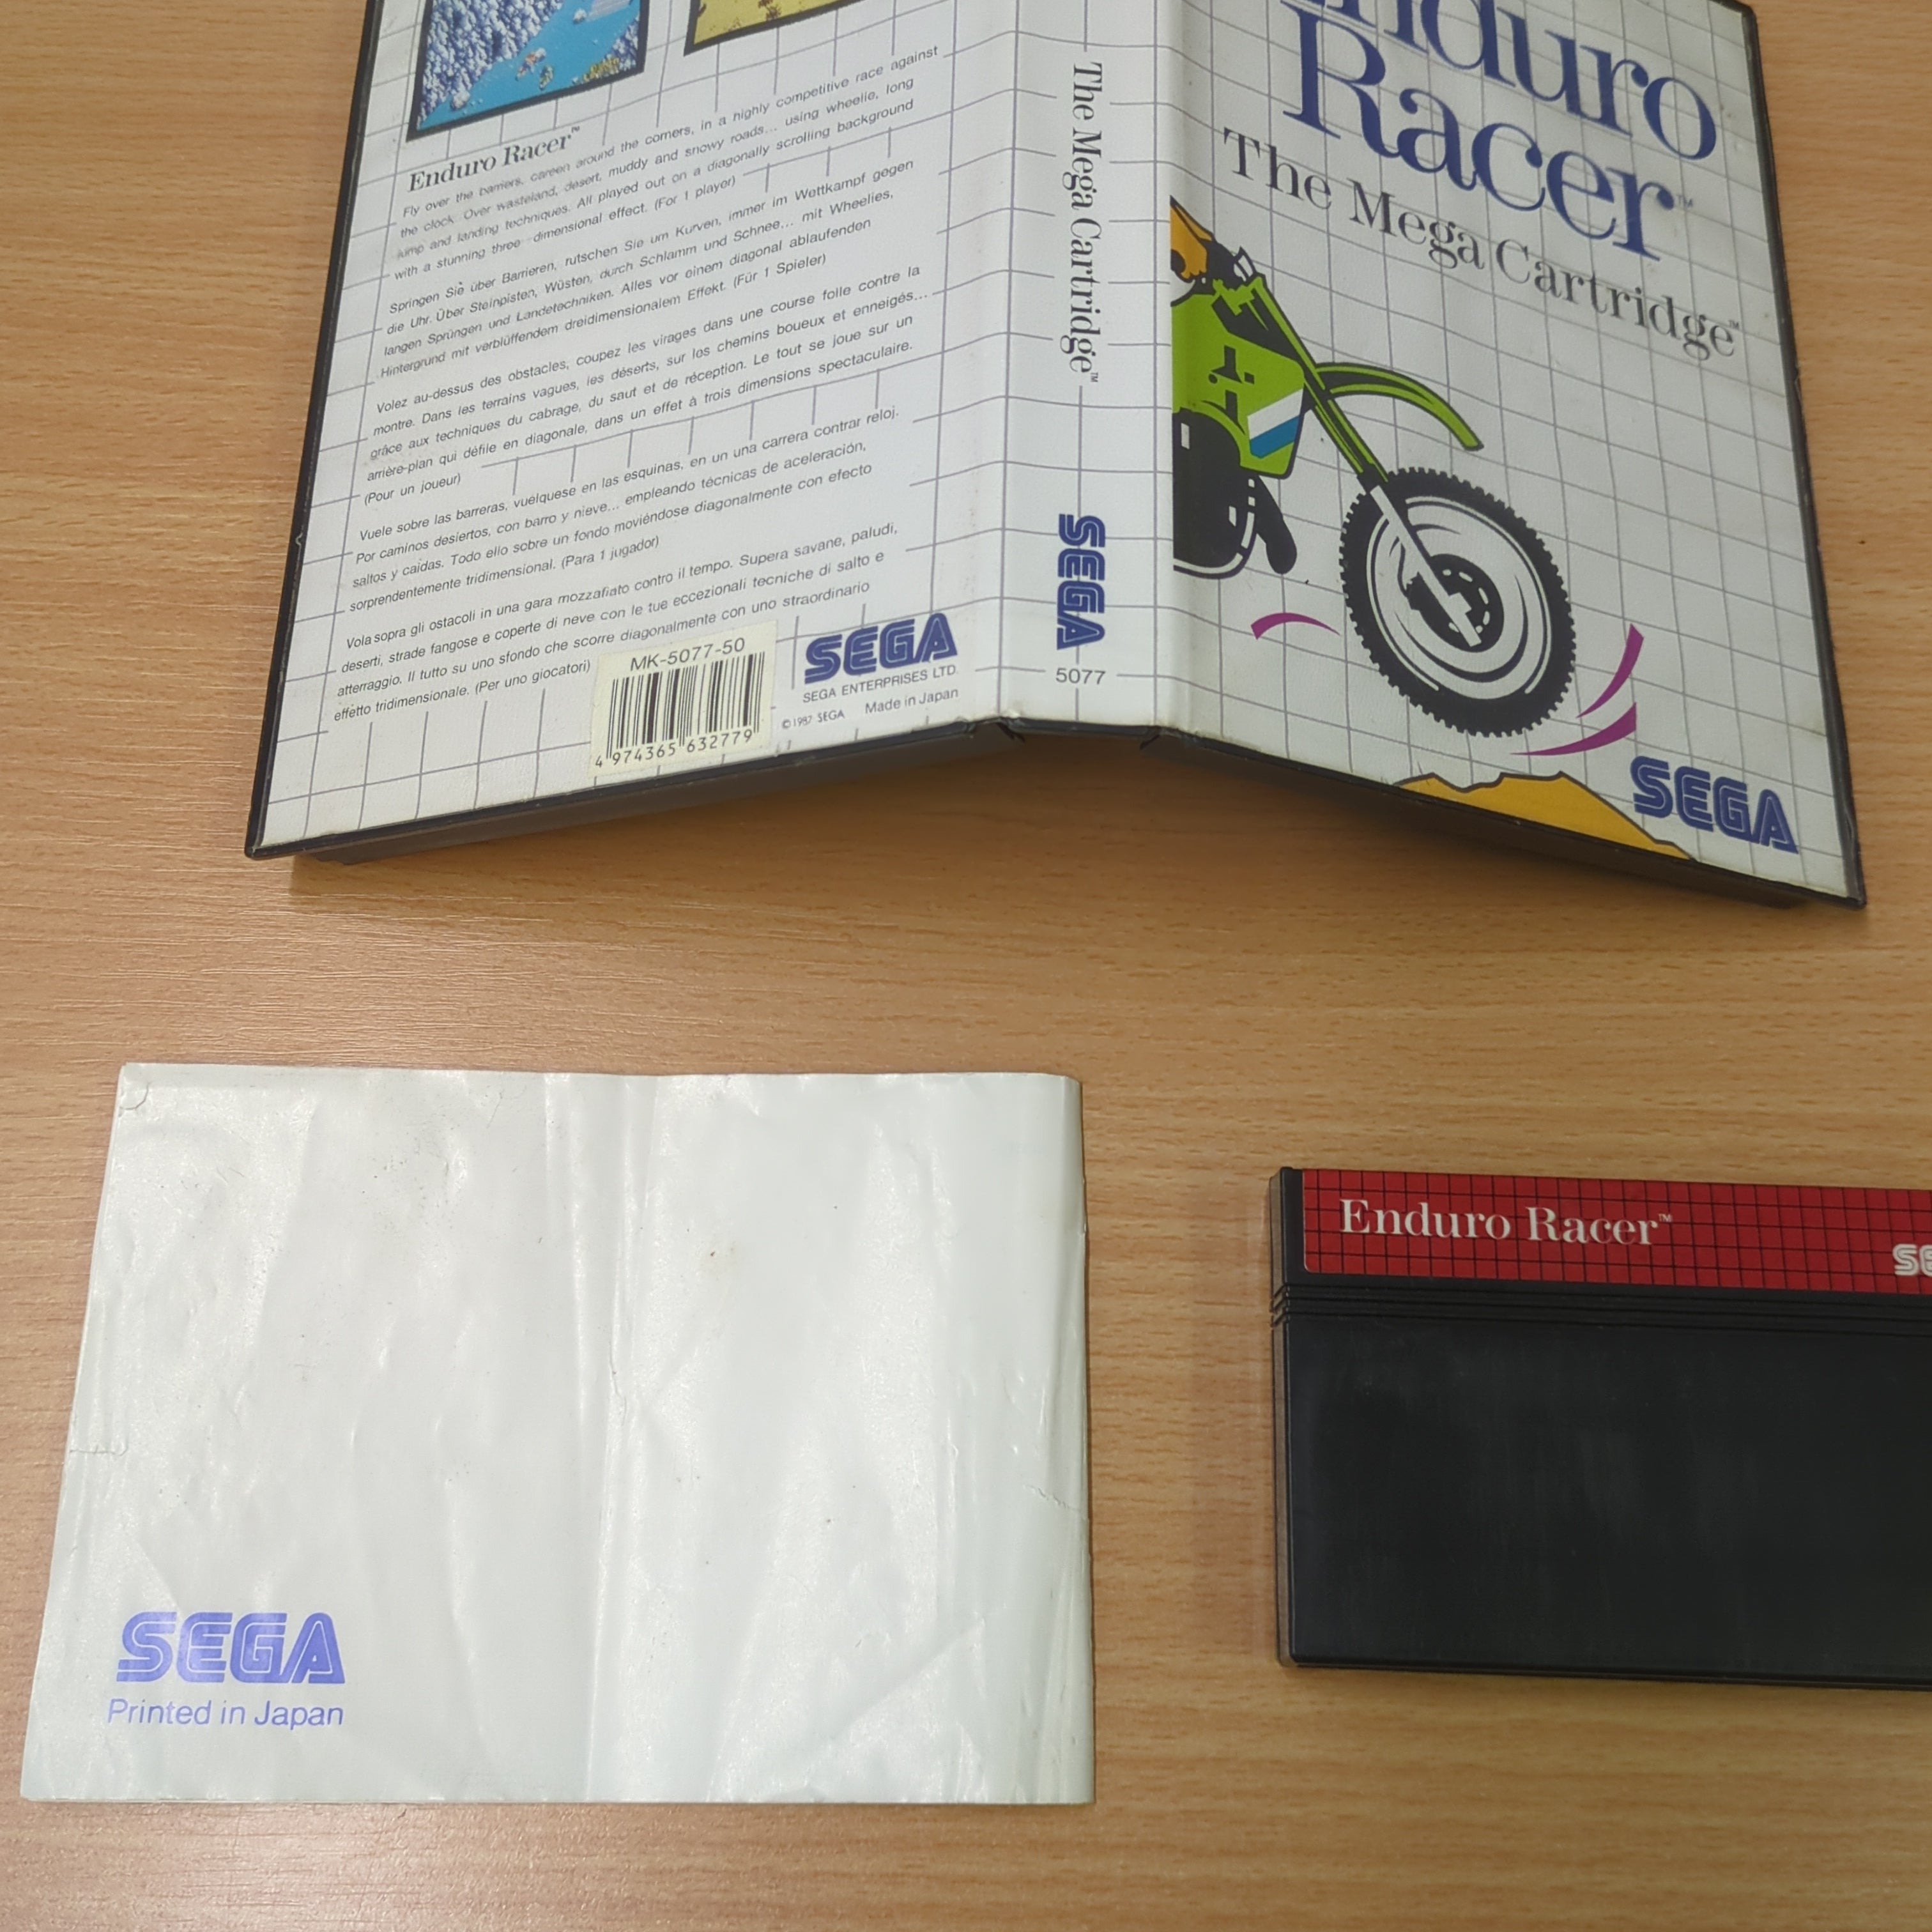 Enduro Racer™
Fly over the barriers, careen around the corners, in a highly competitive race against
the clock. Over wasteland, desert, muddy and snowy roads... using wheelie, long
jump and landing techniques. All played out on a diagonally scrolling background
with a stunning three-dimensional effect. (For 1 player)
Springen Sie über Barrieren, rutschen Sie um Kurven, immer im Wettkampf gegen
die Uhr. Über Steinpisten, Wüsten, durch Schlamm und Schnee... mit Wheelies,
langen Sprüngen und Landetechniken. Alles vor einem diagonal ablaufenden
Hintergrund mit verblüffendem dreidimensionalem Effekt. (Für 1 Spieler)
Volez au-dessus des obstacles, coupez les virages dans une course folle contre la
montre. Dans les terrains vagues, les déserts, sur les chemins boueux et enneigés...
grâce aux techniques du cabrage, du saut et de réception. Le tout se joue sur un
arrière-plan qui défile en diagonale, dans un effet à trois dimensions spectaculaire.
(Pour un joueur)
Vuele sobre las barreras, vuelquese en las esquinas, en un una carrera contrar reloj.
Por caminos desiertos, con barro y nieve... empleando técnicas de aceleración,
saltos y caidas. Todo ello sobre un fondo moviéndose diagonalmente con efecto
sorprendentemente tridimensional. (Para 1 jugador)
Vola sopra gli ostacoli in una gara mozzafiato contro il tempo. Supera savane, paludi,
deserti, strade fangose e coperte di neve con le tue eccezionali tecniche di salto e
atterraggio. Il tutto su uno sfondo che scorre diagonalmente con uno straordinario
effetto tridimensionale. (Per uno giocatori)
MK-5077-50
4 974365 632779
SEGA
SEGA ENTERPRISES LTD.
©1987 SEGA Made in Japan
The Mega Cartridge™
SEGA
5077
Enduro
Racer™
The Mega Cartridge™
SEGA
SEGA
Printed in Japan
Enduro Racer™
SE